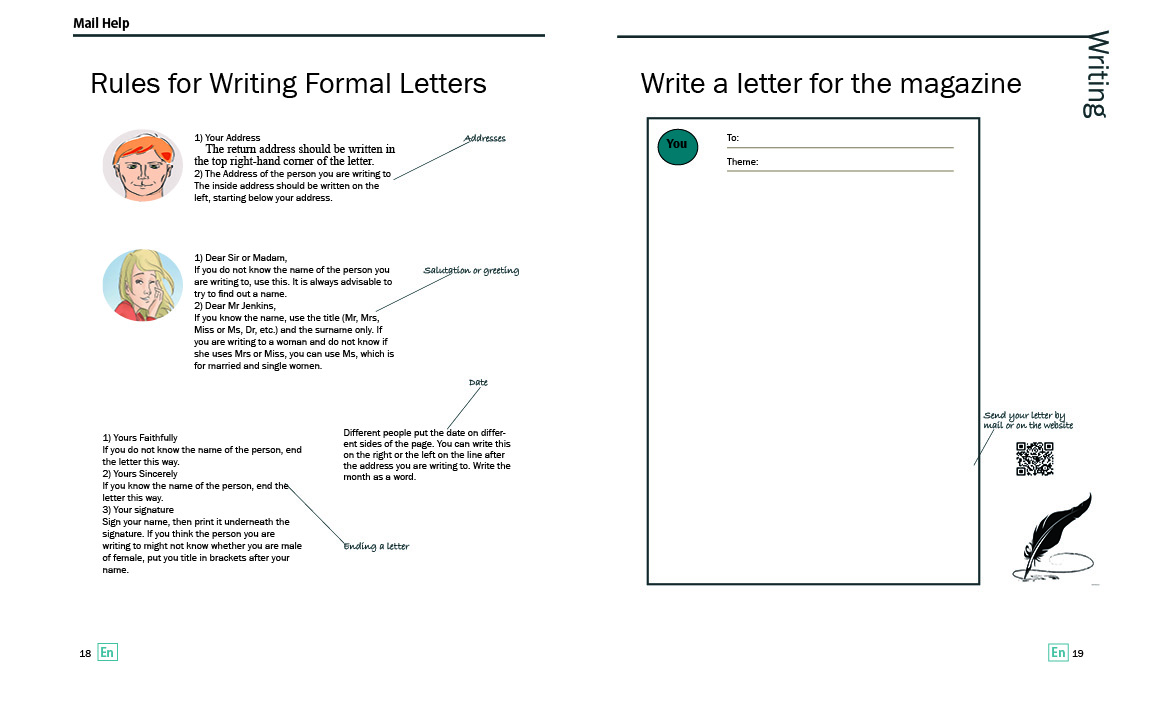 Mail Help
Rules for Writing Formal Letters
1) Your Address
The return address should be written in
the top right-hand corner of the letter.
2) The Address of the person you are writing to
The inside address should be written on the
left, starting below your address.
Addresses
1) Dear Sir or Madam,
If you do not know the name of the person you
are writing to, use this. It is always advisable to
try to find out a name.
2) Dear Mr Jenkins,
If you know the name, use the title (Mr, Mrs,
Miss or Ms, Dr, etc.) and the surname only. If
you are writing to a woman and do not know if
she uses Mrs or Miss, you can use Ms, which is
for married and single women.
Salutation or greeting
Date
Different people put the date on differ-
ent sides of the page. You can write this
on the right or the left on the line after
the address you are writing to. Write the
month as a word.
1) Yours Faithfully
If you do not know the name of the person, end
the letter this way.
2) Yours Sincerely
If you know the name of the person, end the
letter this way.
3) Your signature
Sign your name, then print it underneath the
signature. If you think the person you are
writing to might not know whether you are male
of female, put you title in brackets after your
name.
Ending a letter
18 En
Writing
Write a letter for the magazine
You
To:
Theme:
Send your letter by
mail or on the website
En 19